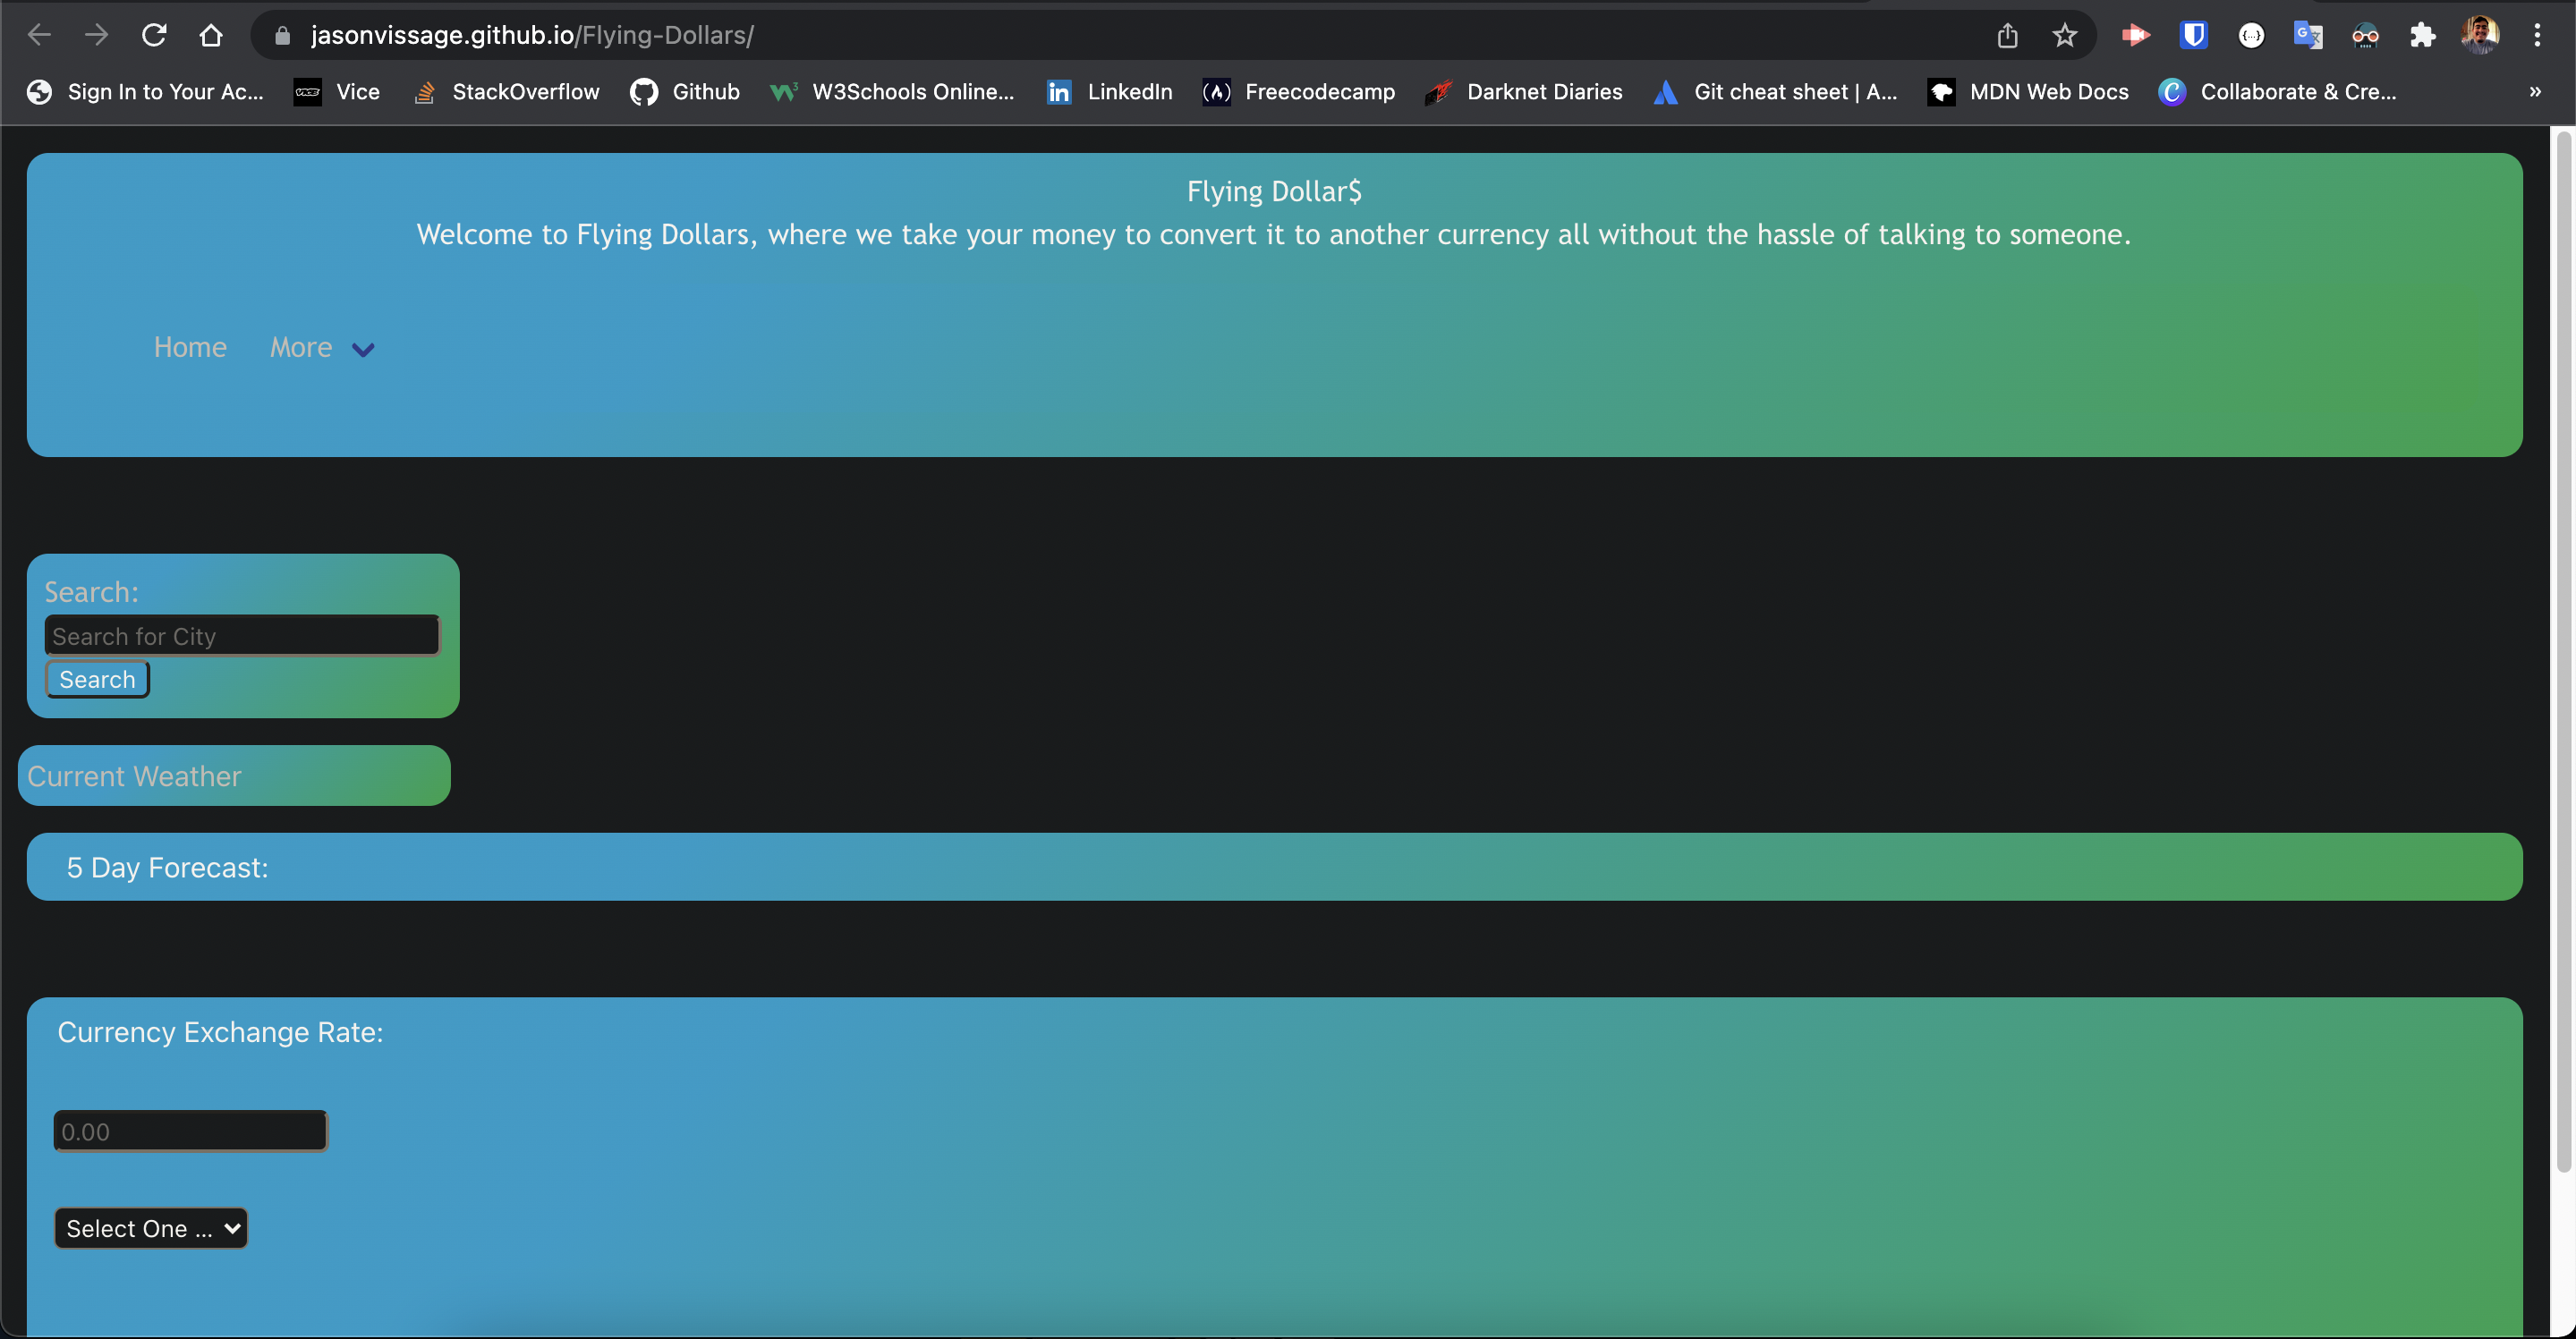 jasonvissage.github.io/Flying-Dollars/
Sign In to Your Ac... Vice StackOverflow Github W3Schools Online... LinkedIn Freecodecamp Darknet Diaries Git cheat sheet | A... MDN Web Docs Collaborate & Cre... »
Flying Dollar$
Welcome to Flying Dollars, where we take your money to convert it to another currency all without the hassle of talking to someone.
Home More
Search:
Search for City
Search
Current Weather
5 Day Forecast:
Currency Exchange Rate:
0.00
Select One ...